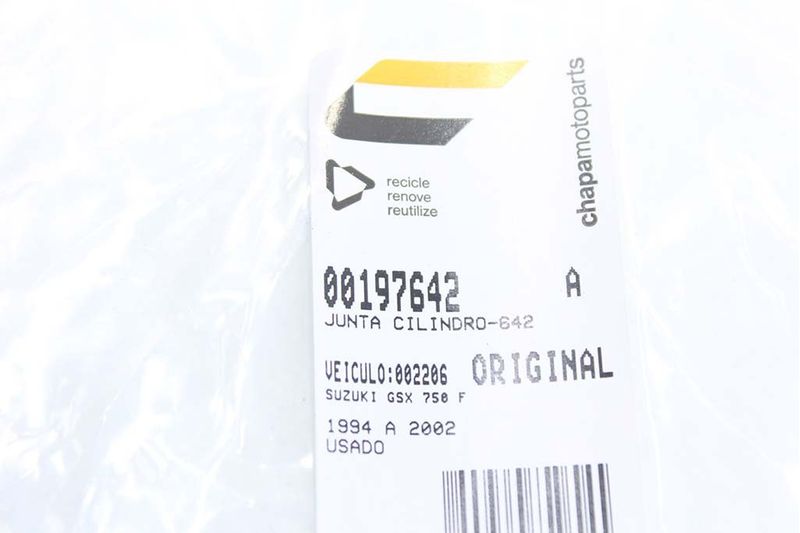 chapamotoparts
recicle
renove
reutilize
00197642 A
JUNTA CILINDRO-642
VEICULO:002206 ORIGINAL
SUZUKI GSX 750 F
1994 A 2002
USADO